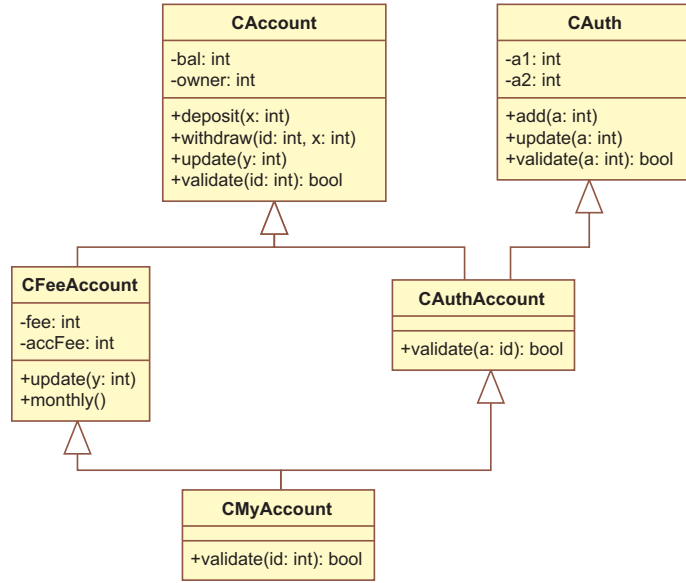 CAccount
-bal: int
-owner: int
+deposit(x: int)
+withdraw(id: int, x: int)
+update(y: int)
+validate(id: int): bool
CAuth
-a1: int
-a2: int
+add(a: int)
+update(a: int)
+validate(a: int): bool
CFeeAccount
-fee: int
-accFee: int
+update(y: int)
+monthly()
CAuthAccount
+validate(a: id): bool
CMyAccount
+validate(id: int): bool